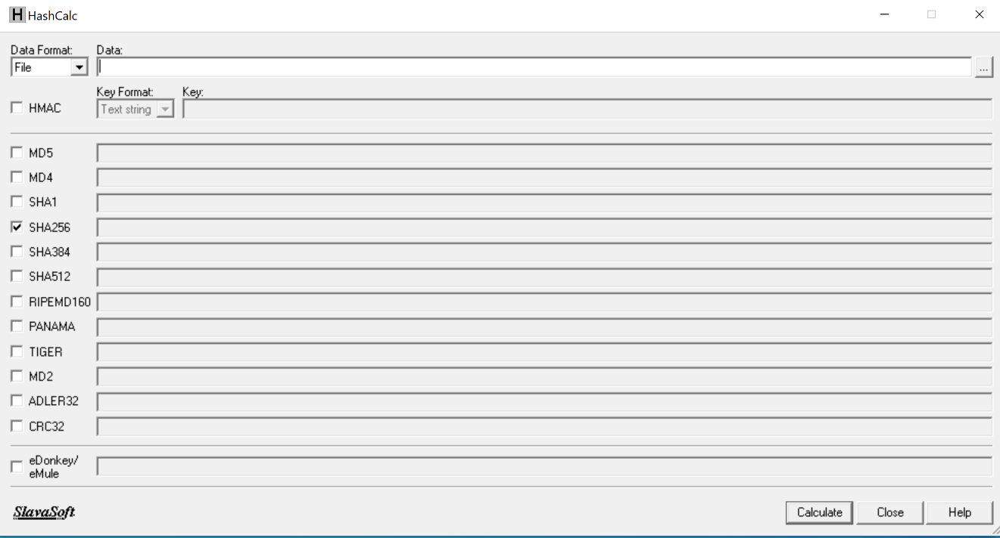 H HashCalc
Data Format: Data:
File ...
Key Format: Key:
HMAC Text string
MD5
MD4
SHA1
SHA256
SHA384
SHA512
RIPEMD160
PANAMA
TIGER
MD2
ADLER32
CRC32
eDonkey/
eMule
SlavaSoft Calculate Close Help